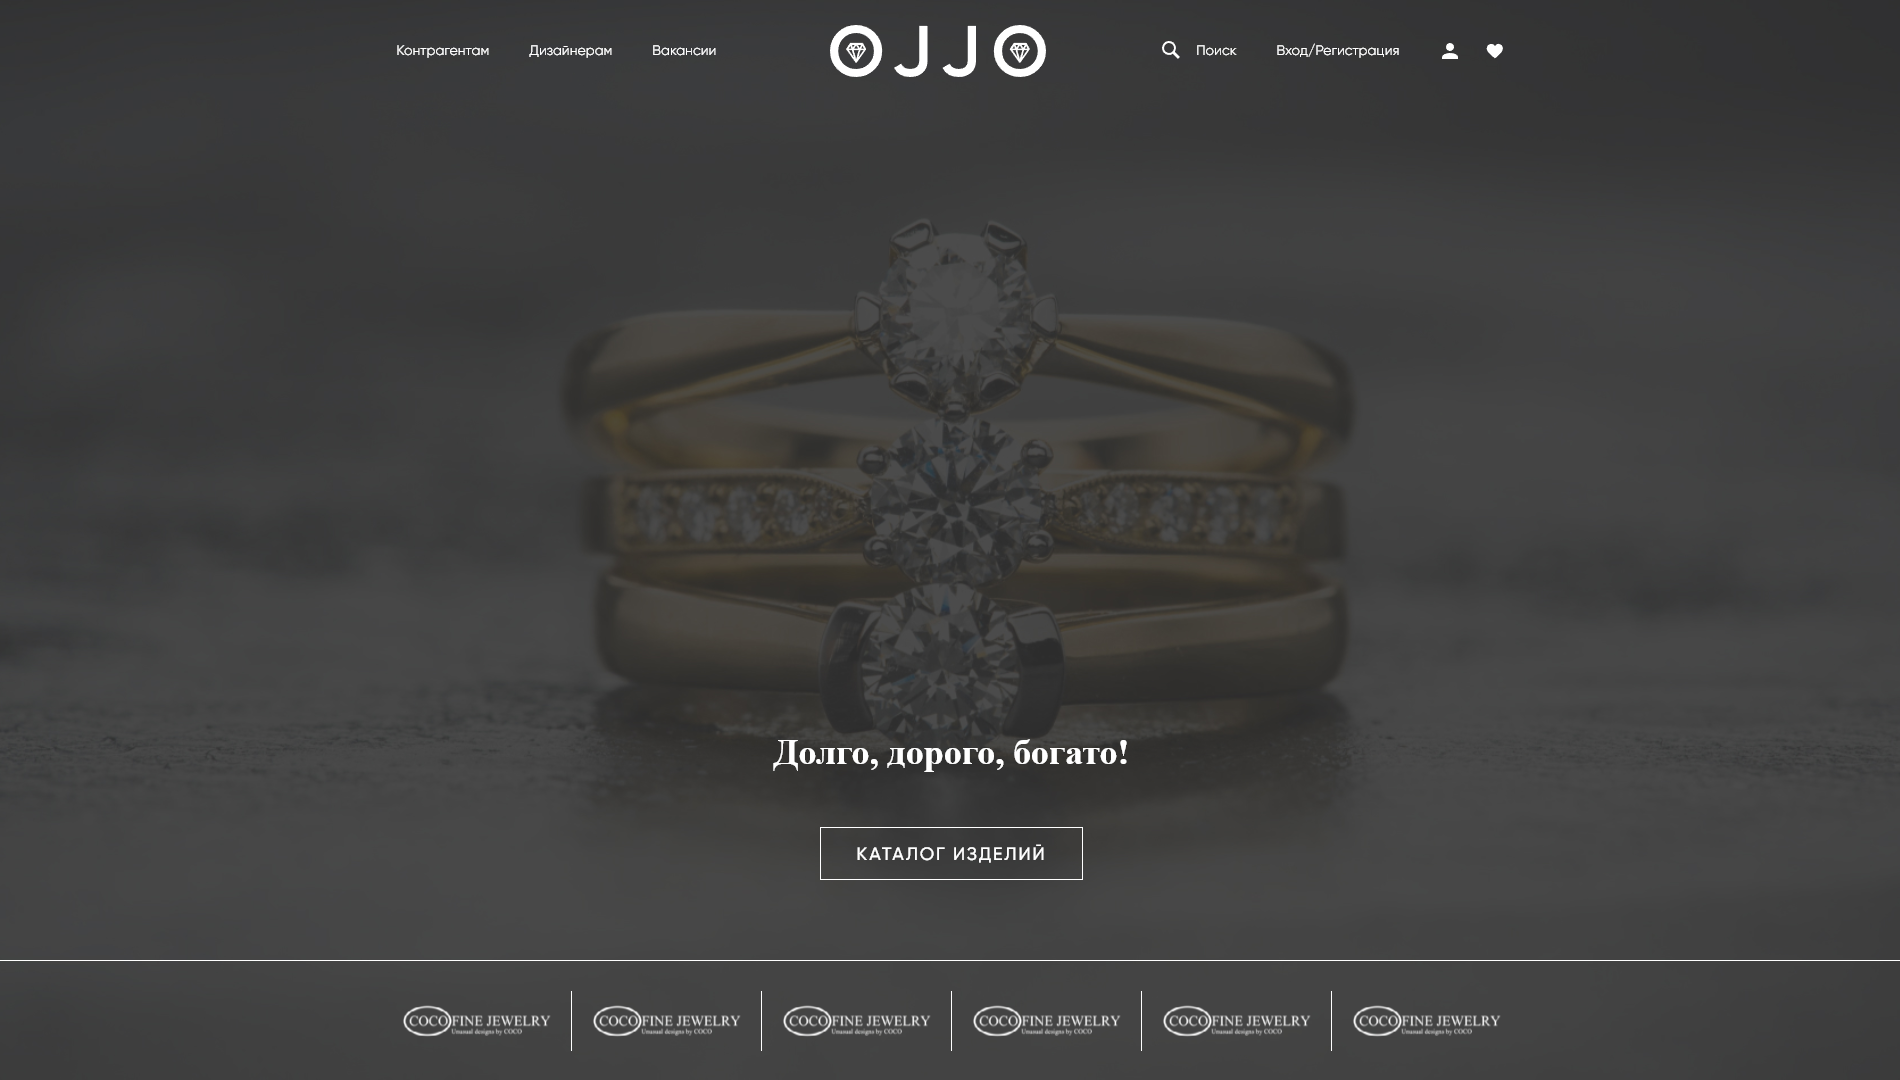 Контрагентам Дизайнерам Вакансии OJJO Поиск Вход/Регистрация
Долго, дорого, богато!
КАТАЛОГ ИЗДЕЛИЙ
COCO FINE JEWELRY COCO FINE JEWELRY COCO FINE JEWELRY COCO FINE JEWELRY COCO FINE JEWELRY COCO FINE JEWELRY
Unusual designs by COCO Unusual designs by COCO Unusual designs by COCO Unusual designs by COCO Unusual designs by COCO Unusual designs by COCO